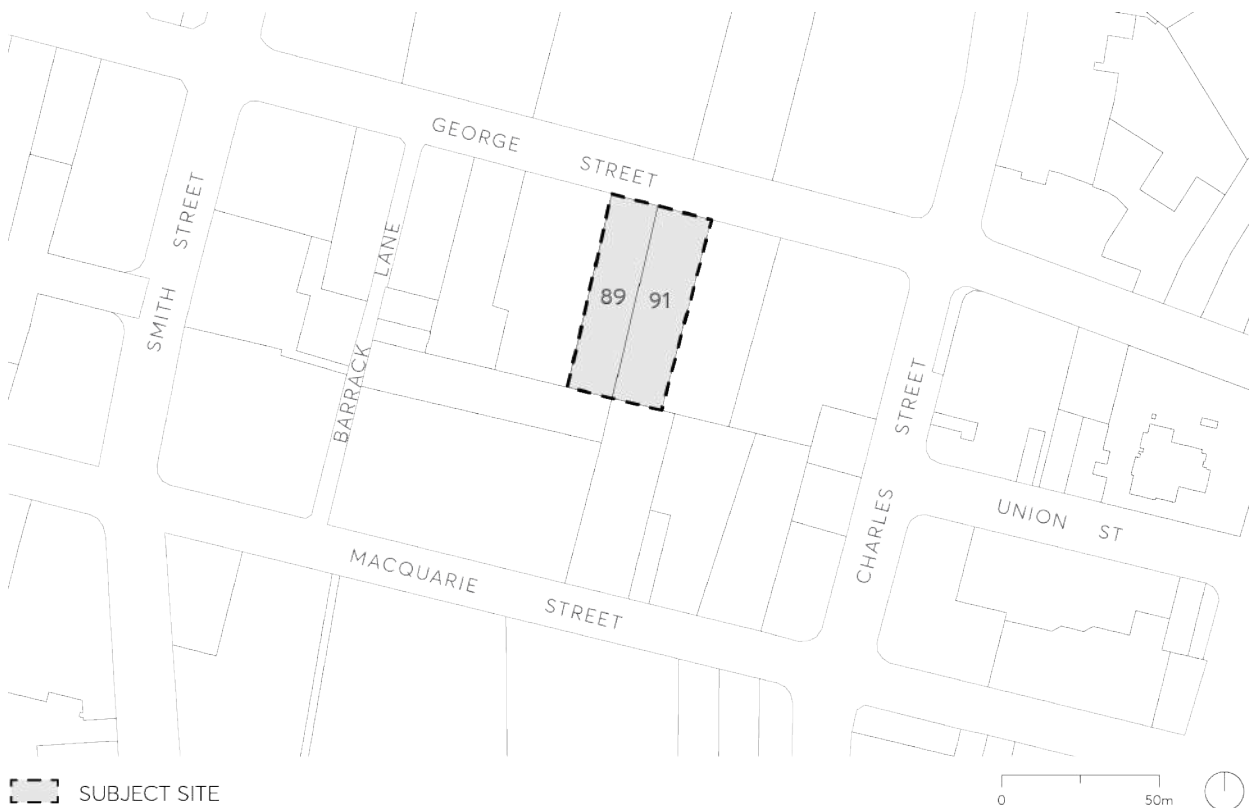 GEORGE STREET
SMITH STREET
BARRACK LANE
89
91
CHARLES STREET
UNION ST
MACQUARIE STREET
SUBJECT SITE
0
50m